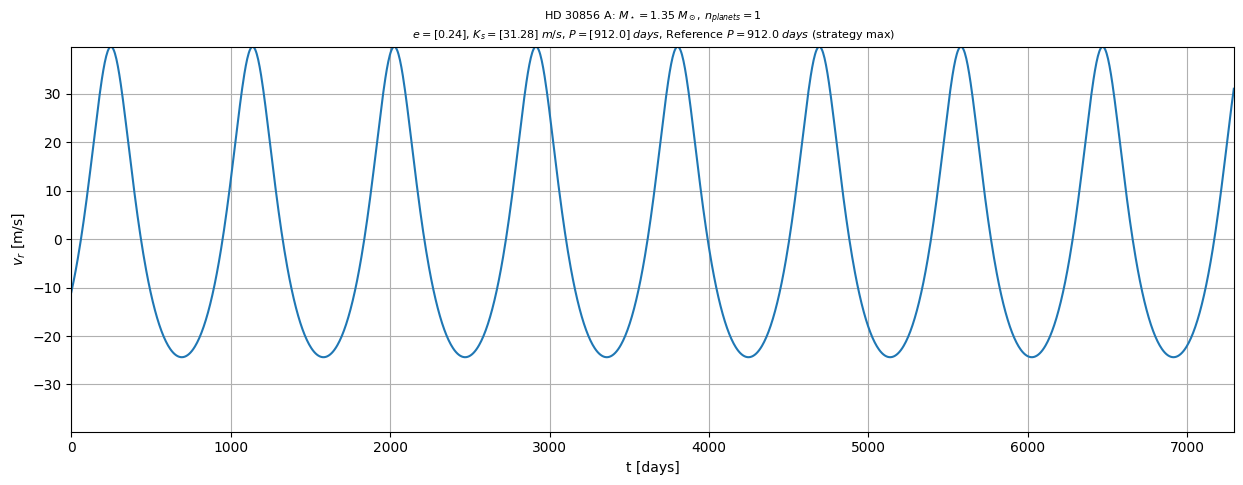 HD 30856 A: $M_\star = 1.35\ M_\odot$, $n_{planets} = 1$
$e = [0.24]$, $K_s = [31.28]\ m/s$, $P = [912.0]\ days$, Reference $P = 912.0\ days$ (strategy max)
30
20
10
0
−10
−20
−30
$v_r$ [m/s]
0 1000 2000 3000 4000 5000 6000 7000
t [days]